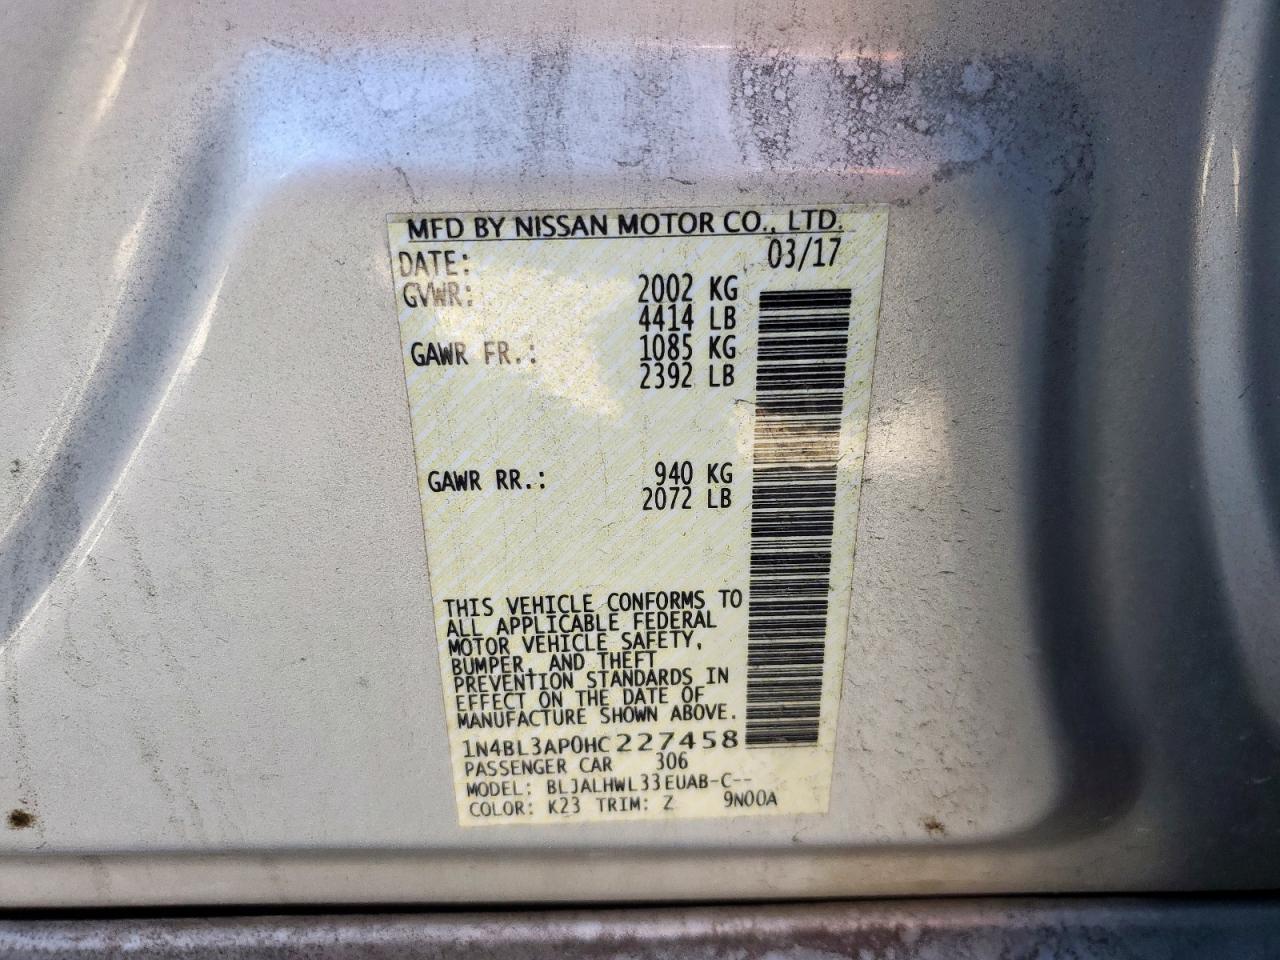 MFD BY NISSAN MOTOR CO., LTD.
DATE: 03/17
GVWR: 2002 KG
4414 LB
GAWR FR.: 1085 KG
2392 LB
GAWR RR.: 940 KG
2072 LB
THIS VEHICLE CONFORMS TO
ALL APPLICABLE FEDERAL
MOTOR VEHICLE SAFETY,
BUMPER, AND THEFT
PREVENTION STANDARDS IN
EFFECT ON THE DATE OF
MANUFACTURE SHOWN ABOVE.
1N4BL3AP0HC227458
PASSENGER CAR 306
MODEL: BLJALHWL33EUAB-C--
COLOR: K23 TRIM: Z 9N00A